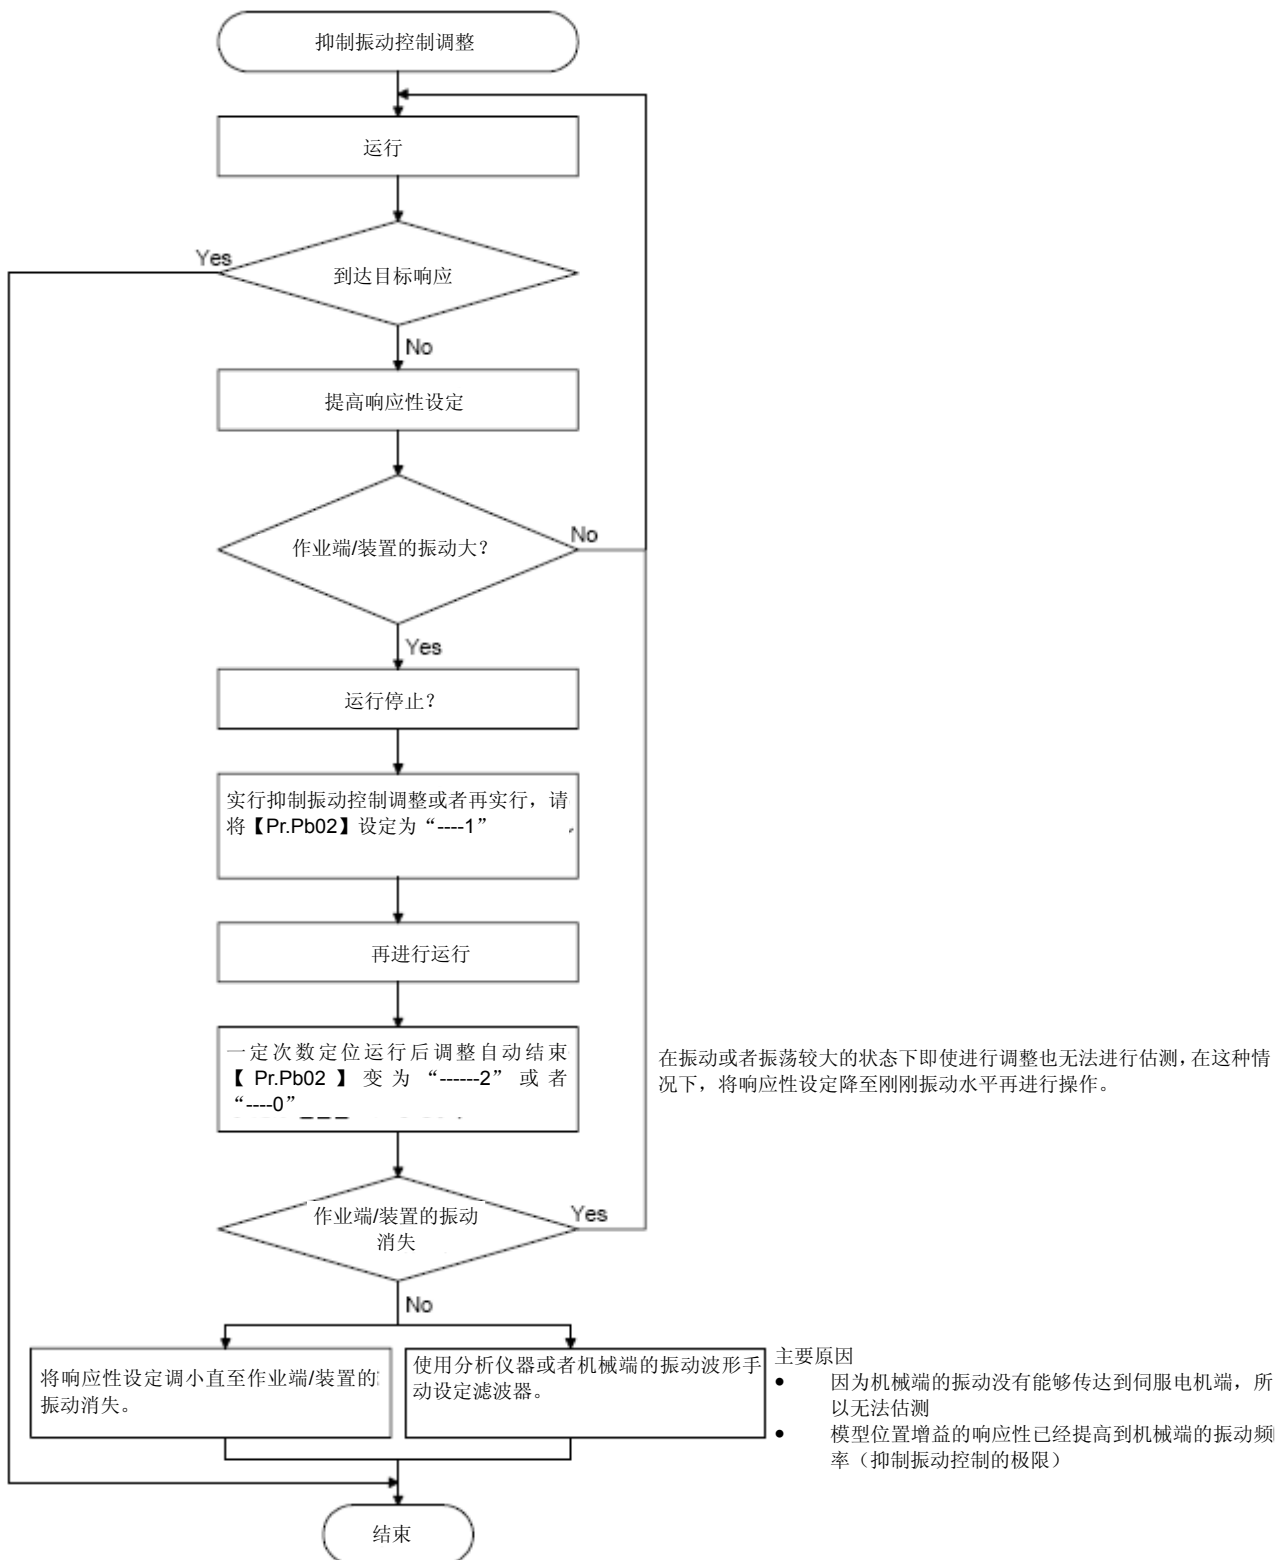 抑制振动控制调整
运行
Yes
到达目标响应
No
提高响应性设定
No
作业端/装置的振动大？
Yes
运行停止？
实行抑制振动控制调整或者再实行，请
将【Pr.Pb02】设定为“----1”
再进行运行
一定次数定位运行后调整自动结束
【Pr.Pb02】变为“------2”或者
“----0”
在振动或者振荡较大的状态下即使进行调整也无法进行估测，在这种情
况下，将响应性设定降至刚刚振动水平再进行操作。
作业端/装置的振动
消失
Yes
No
将响应性设定调小直至作业端/装置的
振动消失。
使用分析仪器或者机械端的振动波形手
动设定滤波器。
主要原因
● 因为机械端的振动没有能够传达到伺服电机端，所
以无法估测
● 模型位置增益的响应性已经提高到机械端的振动频
率（抑制振动控制的极限）
结束